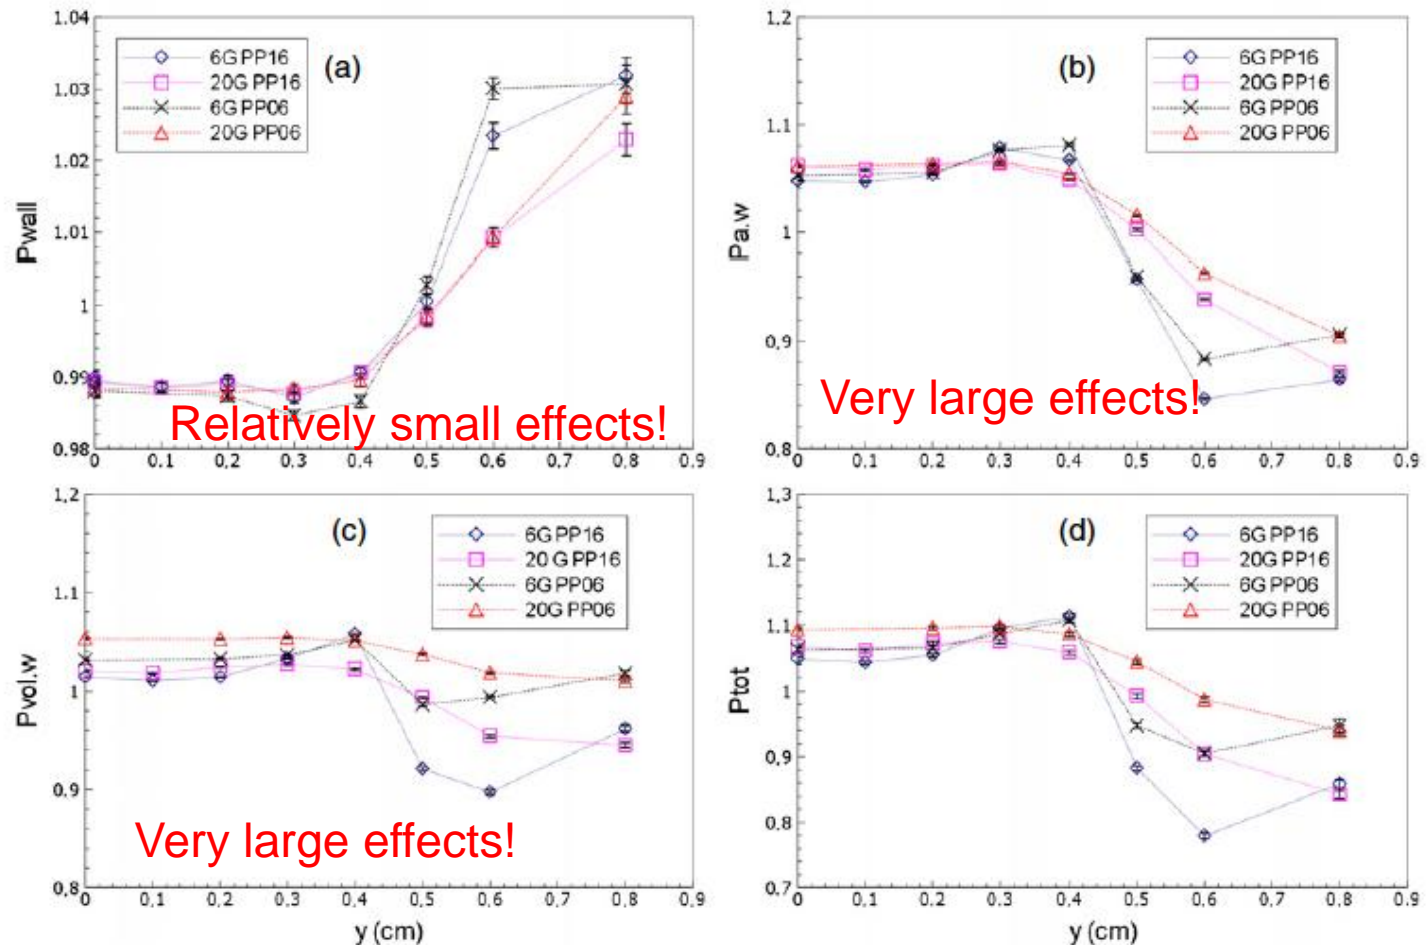 1.04
1.03
1.02
1.01
1
0.99
0.98
Pwall
6G PP16
20G PP16
6G PP06
20G PP06
(a)
Relatively small effects!
0 0.1 0.2 0.3 0.4 0.5 0.6 0.7 0.8 0.9
1.2
1.1
1
0.9
0.8
Pa.w
(b)
6G PP16
20G PP16
6G PP06
20G PP06
Very large effects!
0 0.1 0.2 0.3 0.4 0.5 0.6 0.7 0.8 0.9
1.2
1.1
1
0.9
0.8
Pvol.w
(c)
6G PP16
20 G PP16
6G PP06
20G PP06
Very large effects!
0 0.1 0.2 0.3 0.4 0.5 0.6 0.7 0.8 0.9
y (cm)
1.3
1.2
1.1
1
0.9
0.8
0.7
Ptot
(d)
6G PP16
20G PP16
6G PP06
20G PP06
0 0.1 0.2 0.3 0.4 0.5 0.6 0.7 0.8 0.9
y (cm)